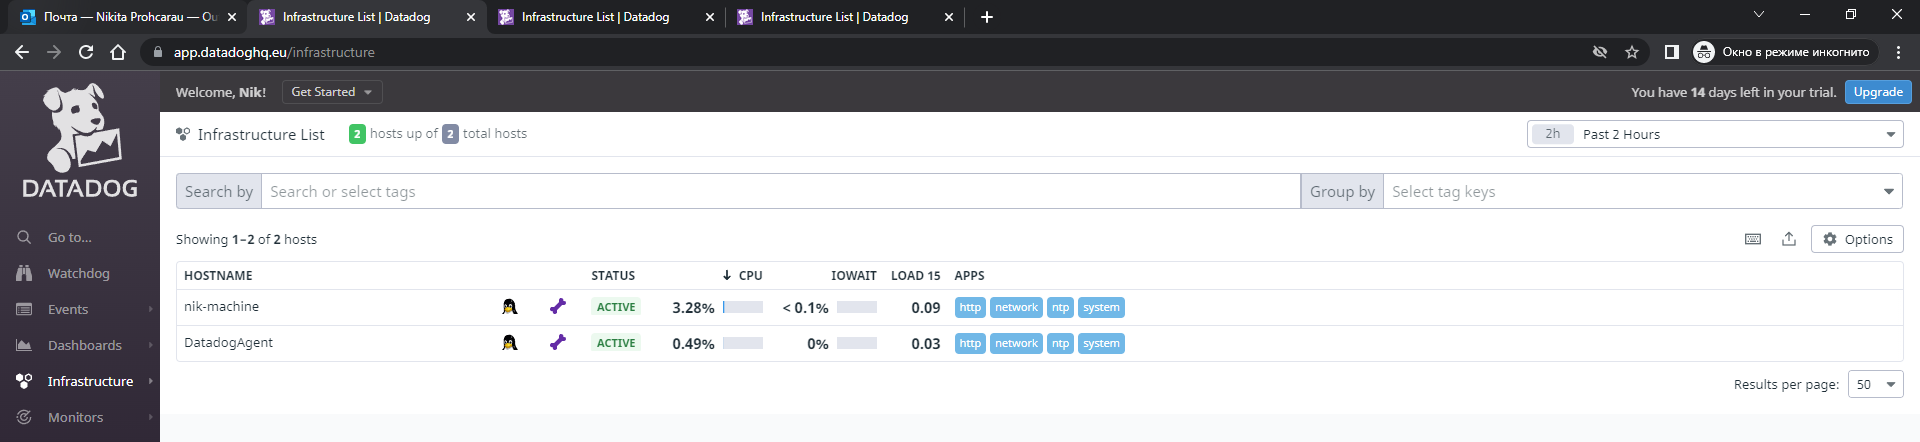 Почта — Nikita Prohcarau — Ou
Infrastructure List | Datadog
Infrastructure List | Datadog
Infrastructure List | Datadog
app.datadoghq.eu/infrastructure
Окно в режиме инкогнито
DATADOG
Go to...
Watchdog
Events
Dashboards
Infrastructure
Monitors
Welcome, Nik!
Get Started
You have 14 days left in your trial.
Upgrade
Infrastructure List
2 hosts up of 2 total hosts
2h Past 2 Hours
Search by Search or select tags
Group by Select tag keys
Showing 1–2 of 2 hosts
Options
HOSTNAME STATUS CPU IOWAIT LOAD 15 APPS
nik-machine ACTIVE 3.28% < 0.1% 0.09 http network ntp system
DatadogAgent ACTIVE 0.49% 0% 0.03 http network ntp system
Results per page: 50